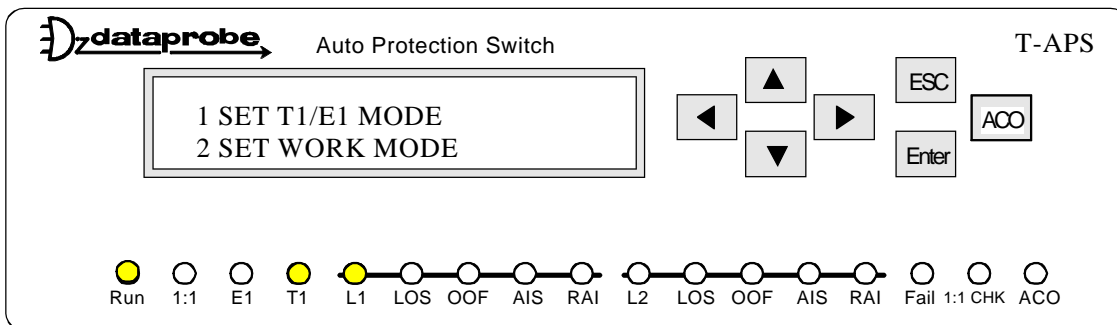 dataprobe
Auto Protection Switch
T-APS
1 SET T1/E1 MODE
2 SET WORK MODE
ESC
ACO
Enter
Run 1:1 E1 T1 L1 LOS OOF AIS RAI L2 LOS OOF AIS RAI Fail 1:1 CHK ACO